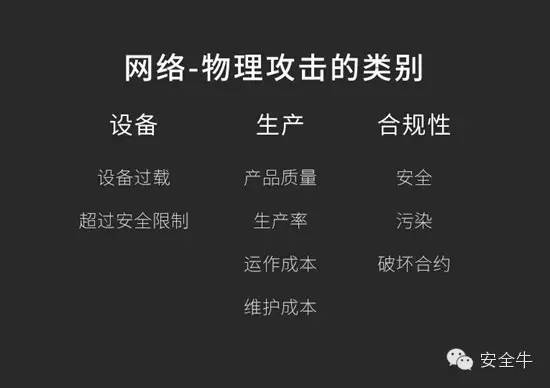 网络-物理攻击的类别
设备 生产 合规性
设备过载 产品质量 安全
超过安全限制 生产率 污染
运作成本 破坏合约
维护成本
安全牛